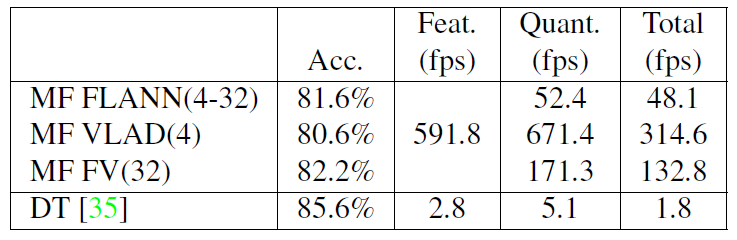 Feat. Quant. Total
Acc. (fps) (fps) (fps)
MF FLANN(4-32) 81.6% 52.4 48.1
MF VLAD(4) 80.6% 591.8 671.4 314.6
MF FV(32) 82.2% 171.3 132.8
DT [35] 85.6% 2.8 5.1 1.8